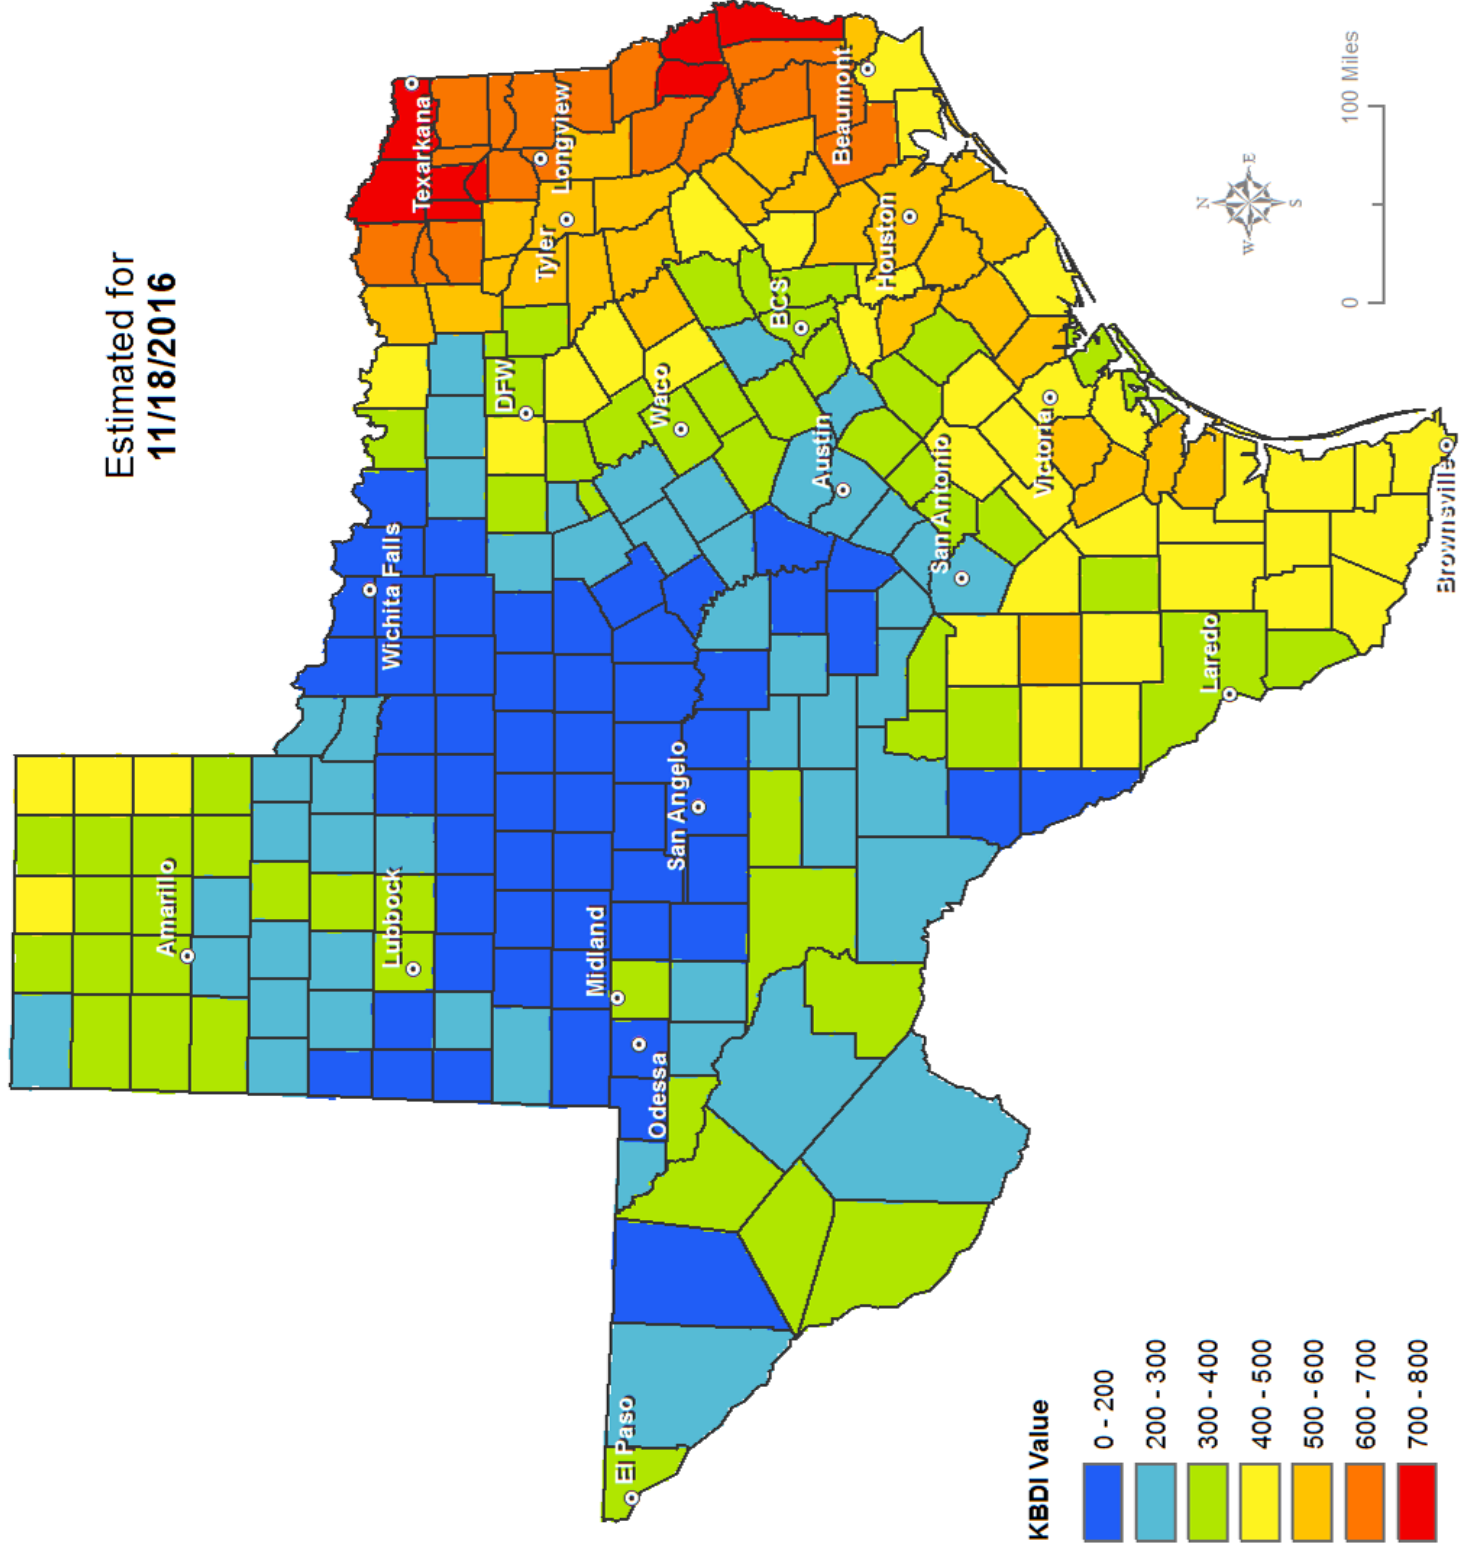 Estimated for
11/18/2016
Amarillo
Lubbock
Wichita Falls
Texarkana
DFW
Tyler
Longview
Midland
Odessa
El Paso
San Angelo
Waco
BCS
Austin
Houston
Beaumont
San Antonio
Victoria
Laredo
Brownsville
KBDI Value
0 - 200
200 - 300
300 - 400
400 - 500
500 - 600
600 - 700
700 - 800
N
W E
S
0 100 Miles